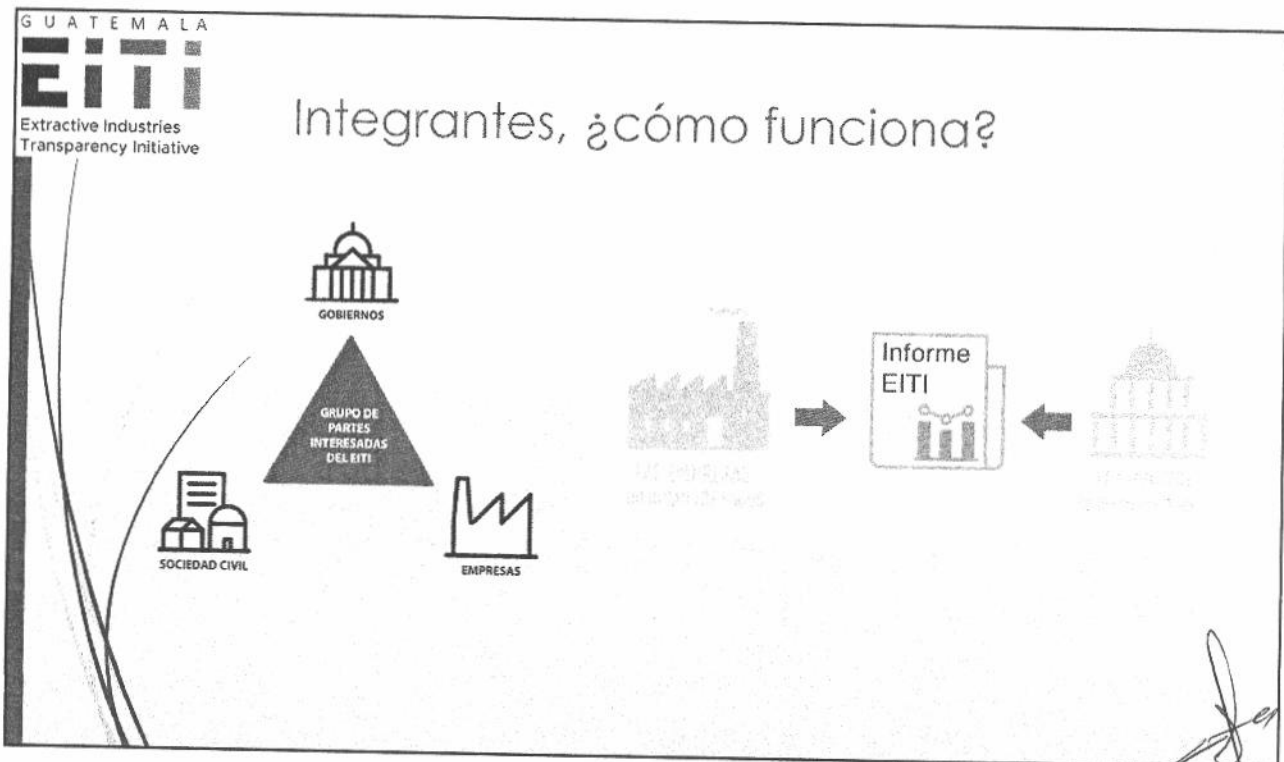 GUATEMALA
EITI
Extractive Industries
Transparency Initiative
Integrantes, ¿cómo funciona?
GOBIERNOS
GRUPO DE
PARTES
INTERESADAS
DEL EITI
SOCIEDAD CIVIL
EMPRESAS
Informe
EITI